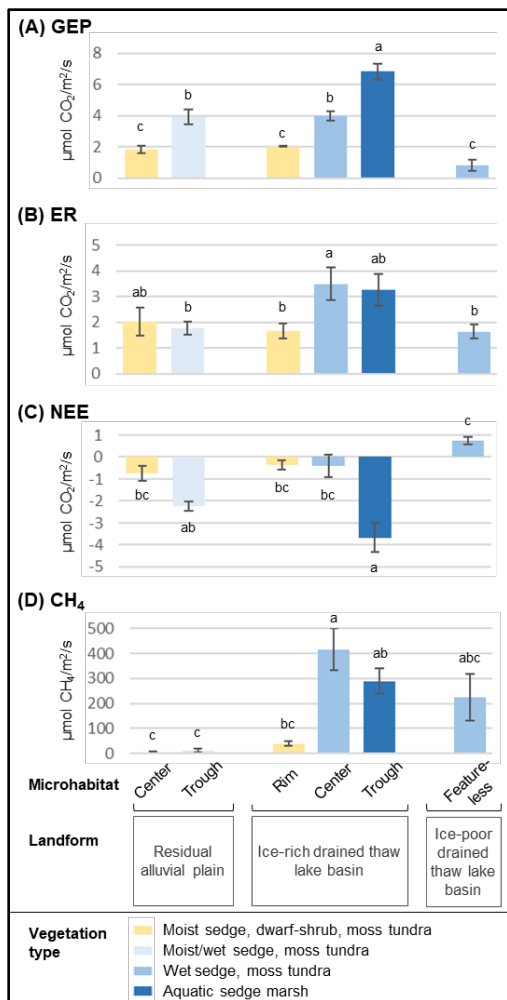 (A) GEP
μmol CO₂/m²/s
8
6
4
2
0
c
b
c
b
a
c
(B) ER
μmol CO₂/m²/s
5
4
3
2
1
0
ab
b
b
a
ab
b
(C) NEE
μmol CO₂/m²/s
1
0
-1
-2
-3
-4
-5
bc
ab
bc
bc
a
c
(D) CH₄
μmol CH₄/m²/s
500
400
300
200
100
0
c
c
bc
a
ab
abc
Microhabitat
Center
Trough
Rim
Center
Trough
Feature-
less
Landform
Residual
alluvial plain
Ice-rich drained thaw
lake basin
Ice-poor
drained
thaw lake
basin
Vegetation
type
Moist sedge, dwarf-shrub, moss tundra
Moist/wet sedge, moss tundra
Wet sedge, moss tundra
Aquatic sedge marsh